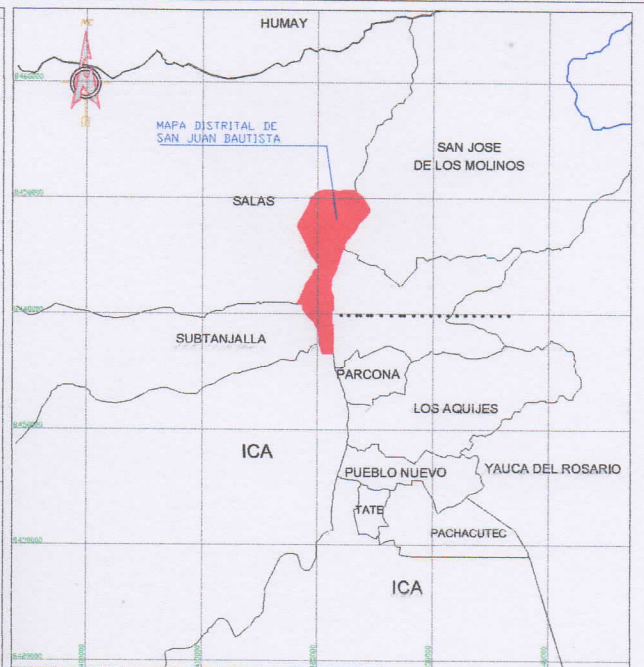 HUMAY
MAPA DISTRITAL DE
SAN JUAN BAUTISTA
SAN JOSE
DE LOS MOLINOS
SALAS
SUBTANJALLA
PARCONA
LOS AQUIJES
ICA
PUEBLO NUEVO
YAUCA DEL ROSARIO
TATE
PACHACUTEC
ICA